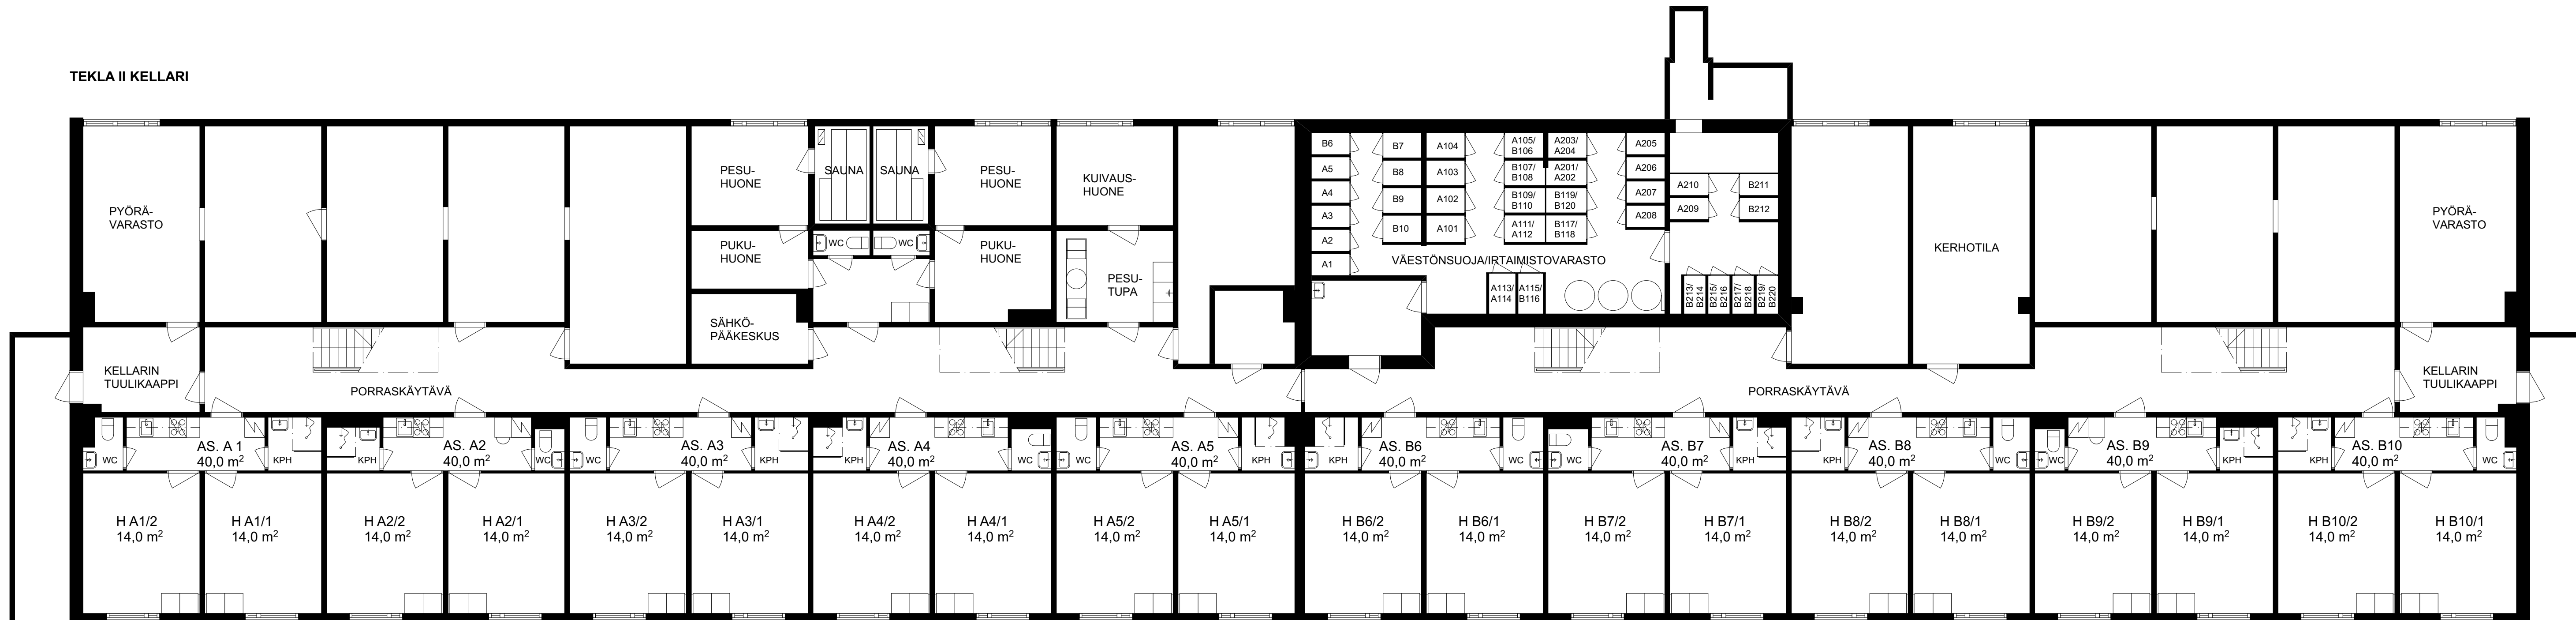 TEKLA II KELLARI
PYÖRÄ-
VARASTO
PESU-
HUONE
SAUNA
SAUNA
PESU-
HUONE
KUIVAUS-
HUONE
PUKU-
HUONE
WC
WC
PUKU-
HUONE
PESU-
TUPA
SÄHKÖ-
PÄÄKESKUS
B6
A5
A4
A3
A2
A1
B7
B8
B9
B10
A104
A103
A102
A101
A105/
B106
B107/
B108
B109/
B110
A111/
A112
A203/
A204
A201/
A202
B119/
B120
B117/
B118
A205
A206
A207
A208
A210
A209
B211
B212
VÄESTÖNSUOJA/IRTAIMISTOVARASTO
A113/
A114
A115/
B116
B213/
B214
B215/
B216
B217/
B218
B219/
B220
KERHOTILA
PYÖRÄ-
VARASTO
KELLARIN
TUULIKAAPPI
PORRASKÄYTÄVÄ
PORRASKÄYTÄVÄ
KELLARIN
TUULIKAAPPI
WC
AS. A 1
40,0 m²
KPH
KPH
AS. A2
40,0 m²
WC
WC
AS. A3
40,0 m²
KPH
KPH
AS. A4
40,0 m²
WC
WC
AS. A5
40,0 m²
KPH
KPH
AS. B6
40,0 m²
WC
WC
AS. B7
40,0 m²
KPH
KPH
AS. B8
40,0 m²
WC
WC
AS. B9
40,0 m²
KPH
KPH
AS. B10
40,0 m²
WC
H A1/2
14,0 m²
H A1/1
14,0 m²
H A2/2
14,0 m²
H A2/1
14,0 m²
H A3/2
14,0 m²
H A3/1
14,0 m²
H A4/2
14,0 m²
H A4/1
14,0 m²
H A5/2
14,0 m²
H A5/1
14,0 m²
H B6/2
14,0 m²
H B6/1
14,0 m²
H B7/2
14,0 m²
H B7/1
14,0 m²
H B8/2
14,0 m²
H B8/1
14,0 m²
H B9/2
14,0 m²
H B9/1
14,0 m²
H B10/2
14,0 m²
H B10/1
14,0 m²